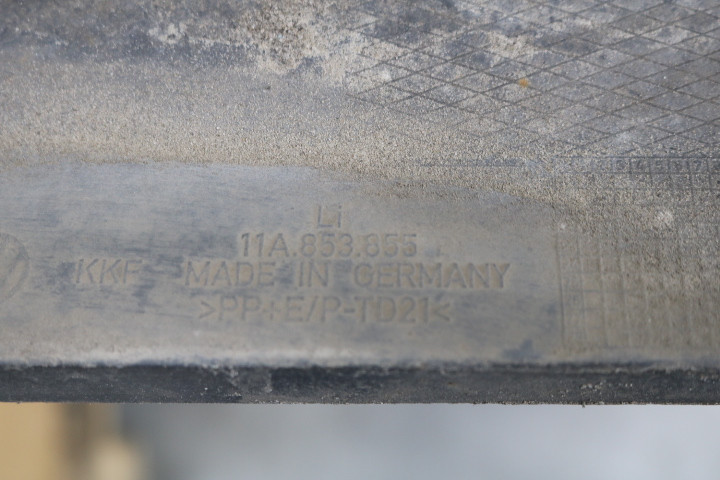 Li
11A.853.855
KKF MADE IN GERMANY
>PP+E/P-TD21<